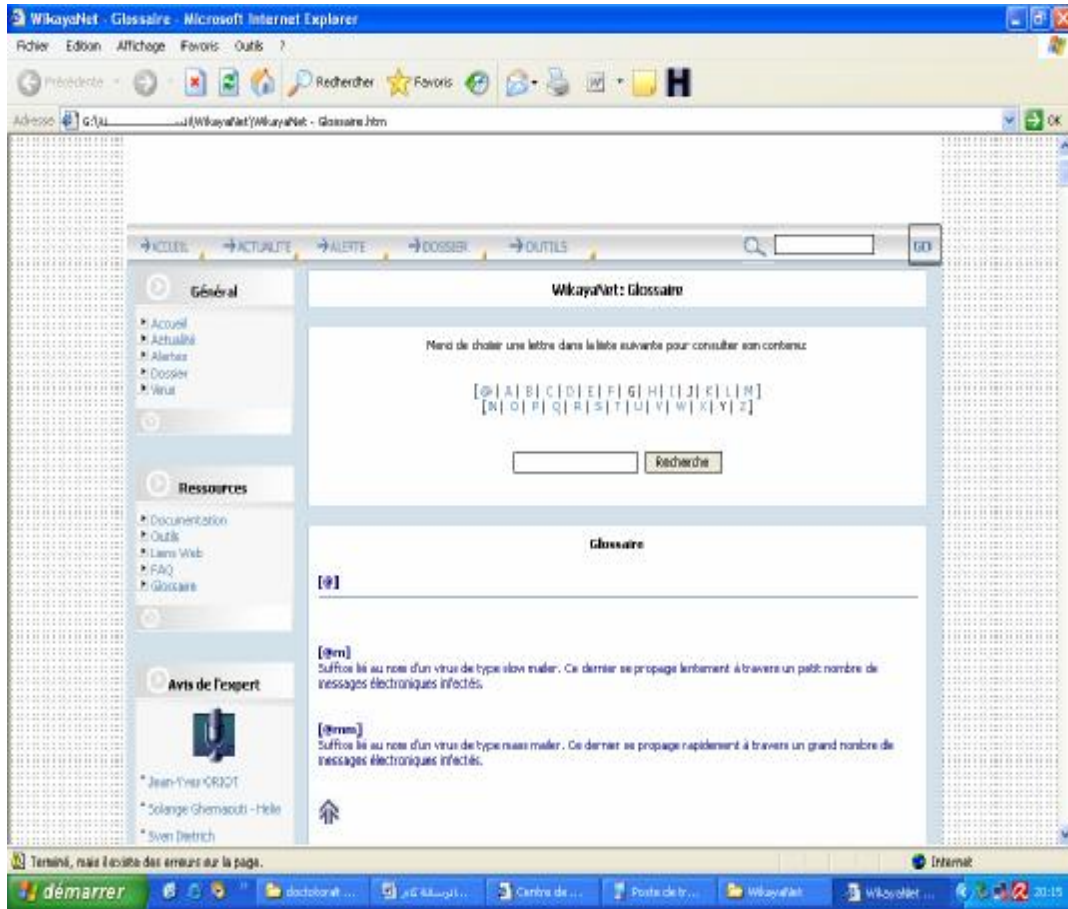 WikayaNet - Glossaire - Microsoft Internet Explorer
Fichier Edition Affichage Favoris Outils ?
Précédente Rechercher Favoris
Adresse WikayaNet - Glossaire.htm OK
ACCUEIL ACTUALITE ALERTE DOSSIER OUTILS GO!
Général
Accueil
Actualité
Alertes
Dossier
Virus
Ressources
Documentation
Outils
Liens Web
FAQ
Glossaire
Avis de l'expert
Solange Ghernaouti - Helie
Sven Dietrich
WikayaNet: Glossaire
Merci de choisir une lettre dans la liste suivante pour consulter son contenu:
[@| A| B| C| D| E| F| G| H| I| J| K| L| M]
[N| O| P| Q| R| S| T| U| V| W| X| Y| Z]
Recherche
Glossaire
[@]
[@m]
Suffixe lié au nom d'un virus de type slow mailer. Ce dernier se propage lentement à travers un petit nombre de
messages électroniques infectés.
[@mm]
Suffixe lié au nom d'un virus de type mass mailer. Ce dernier se propage rapidement à travers un grand nombre de
messages électroniques infectés.
Terminé, mais il existe des erreurs sur la page. Internet
démarrer doctotorat ... Centre de ... Poste de tr... WikayaNet WikayaNet ... 20:15